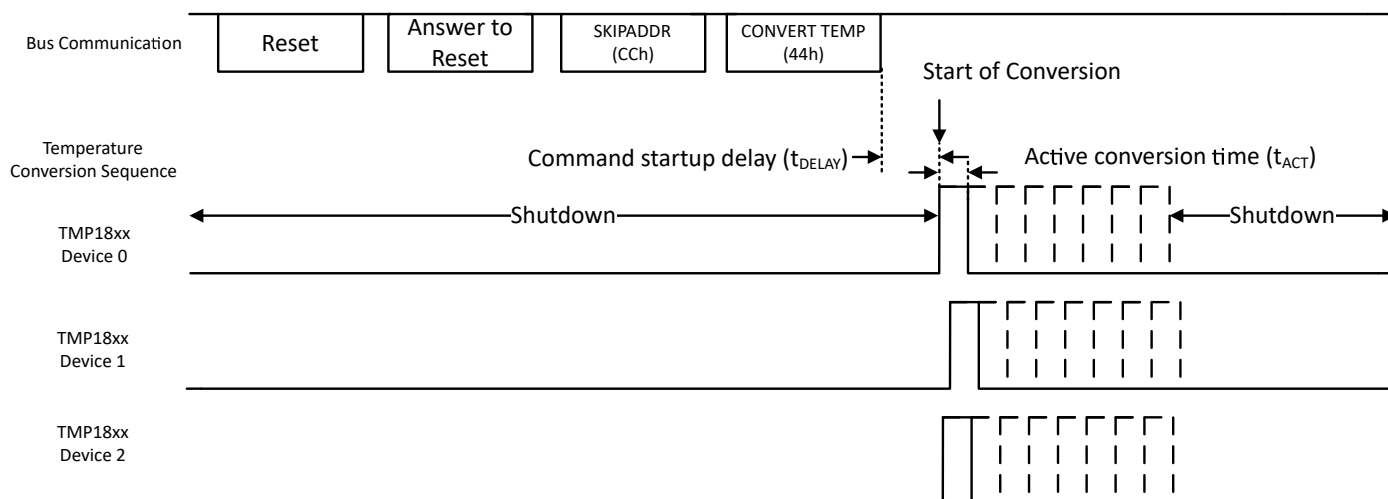 Bus Communication
Reset
Answer to
Reset
SKIPADDR
(CCh)
CONVERT TEMP
(44h)
Start of Conversion
Temperature
Conversion Sequence
Command startup delay (tDELAY)
Active conversion time (tACT)
Shutdown
Shutdown
TMP18xx
Device 0
TMP18xx
Device 1
TMP18xx
Device 2